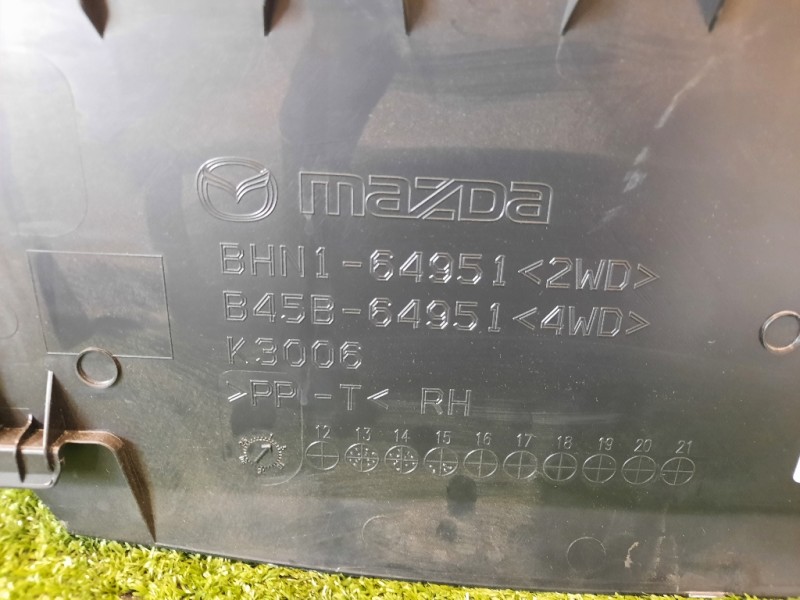 mazda
BHN1-64951<2WD>
B45B-64951<4WD>
K3006
>PP-T< RH
12 13 14 15 16 17 18 19 20 21